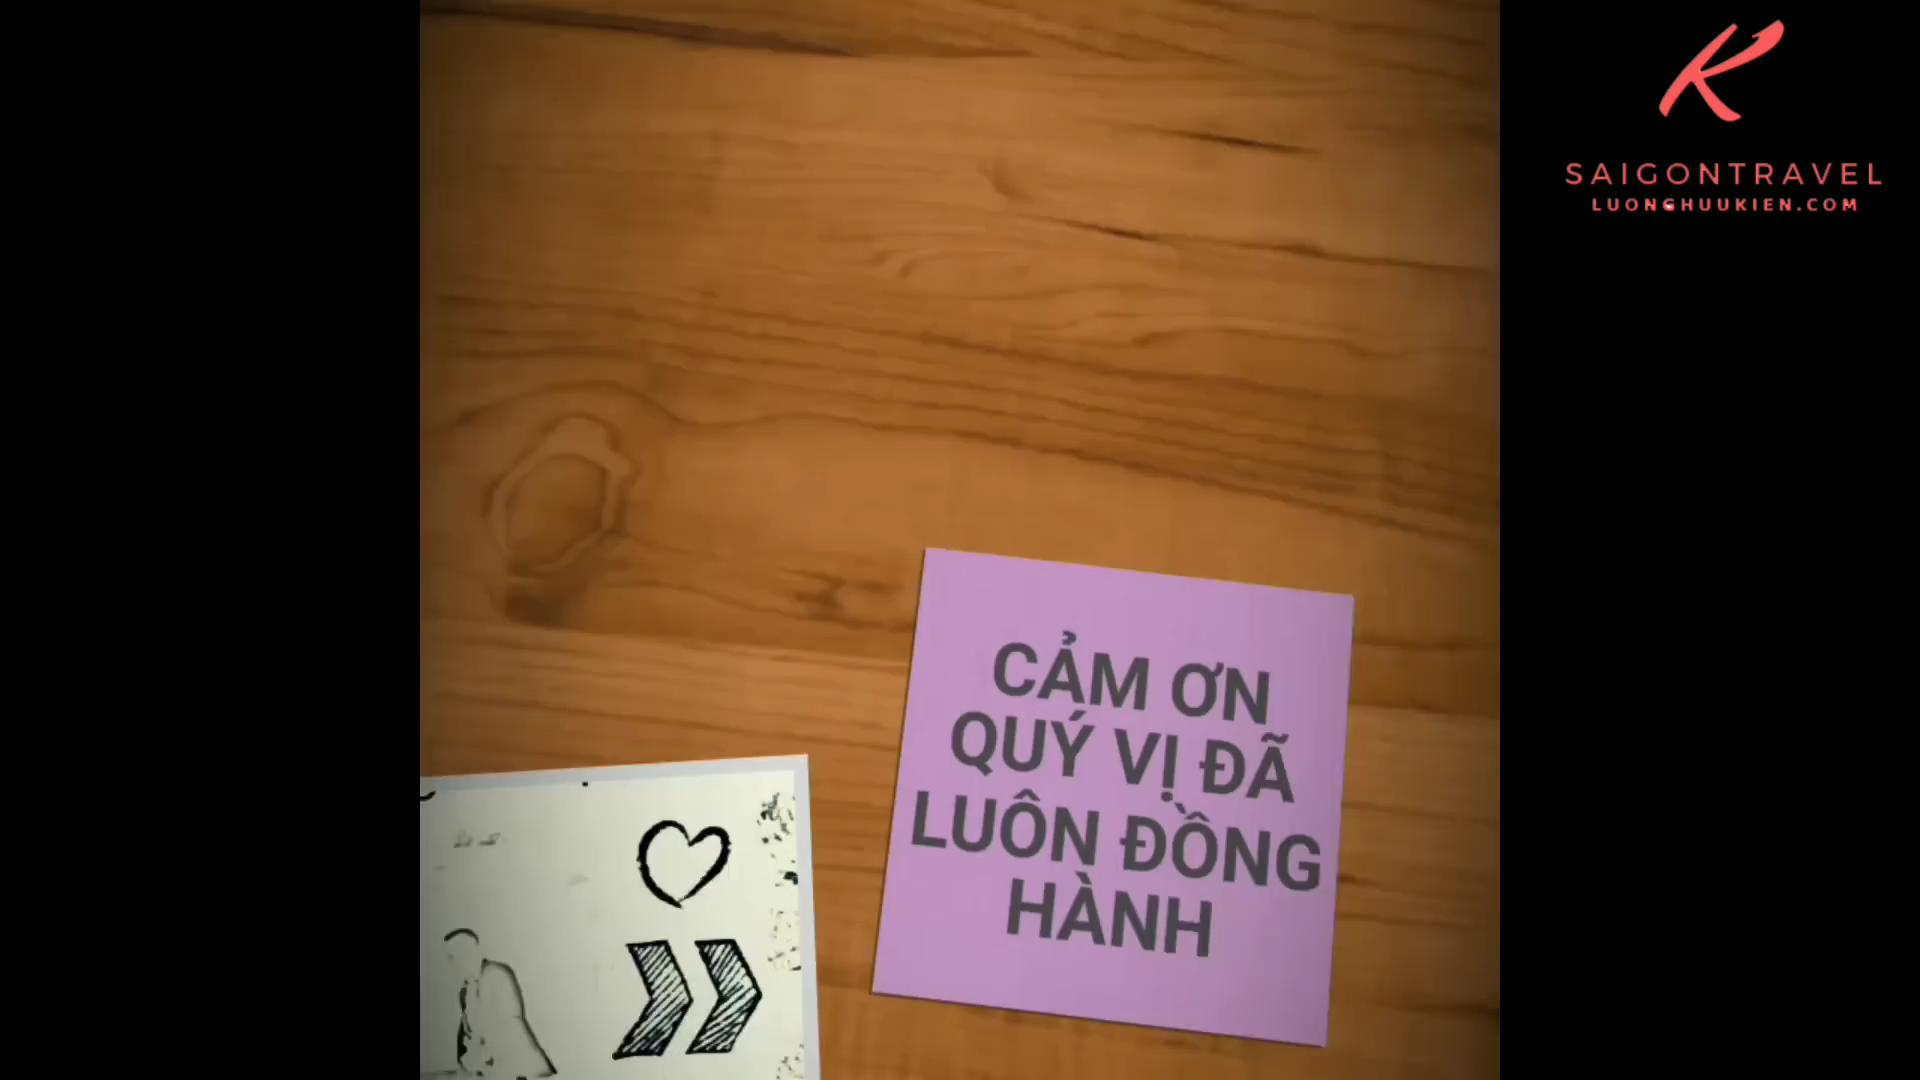 SAIGONTRAVEL
LUONGHUUKIEN.COM
CẢM ƠN
QUÝ VỊ ĐÃ
LUÔN ĐỒNG
HÀNH